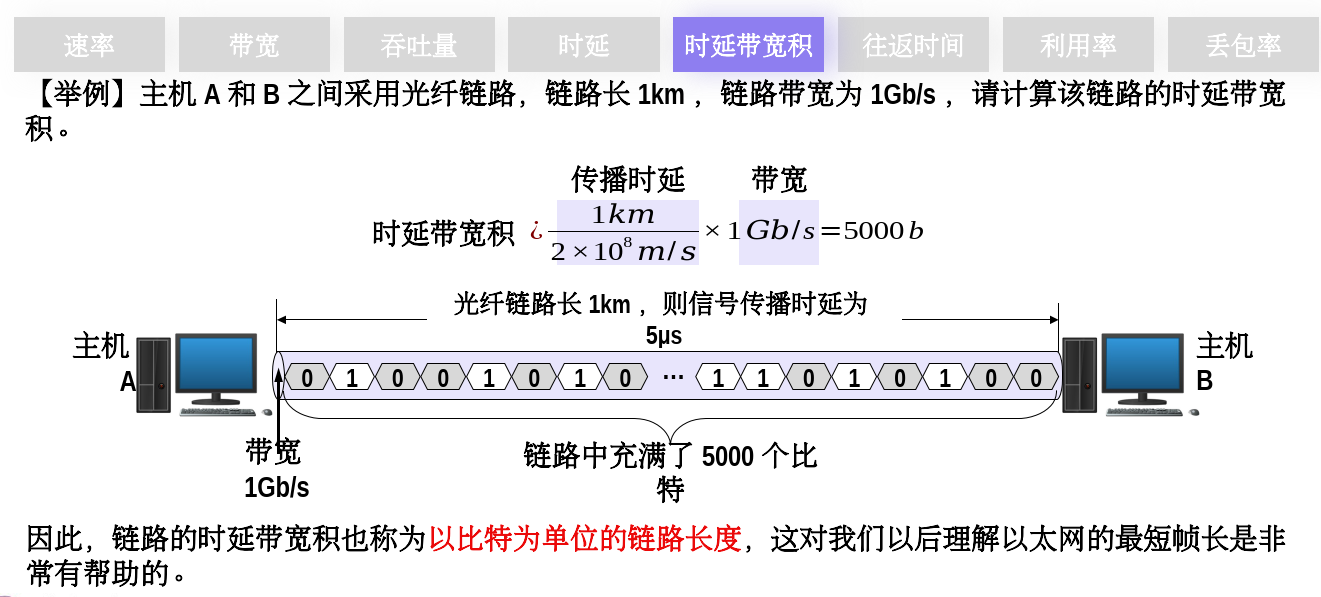 速率 带宽 吞吐量 时延 时延带宽积 往返时间 利用率 丢包率
【举例】主机 A 和 B 之间采用光纤链路，链路长 1km ，链路带宽为 1Gb/s ，请计算该链路的时延带宽
积。
传播时延 带宽
时延带宽积 ¿ 1km / 2×10⁸ m/s × 1Gb/s=5000b
光纤链路长 1km ，则信号传播时延为
5μs
主机
A
主机
B
0 1 0 0 1 0 1 0 … 1 1 0 1 0 1 0 0
带宽
1Gb/s
链路中充满了 5000 个比
特
因此，链路的时延带宽积也称为以比特为单位的链路长度，这对我们以后理解以太网的最短帧长是非
常有帮助的。